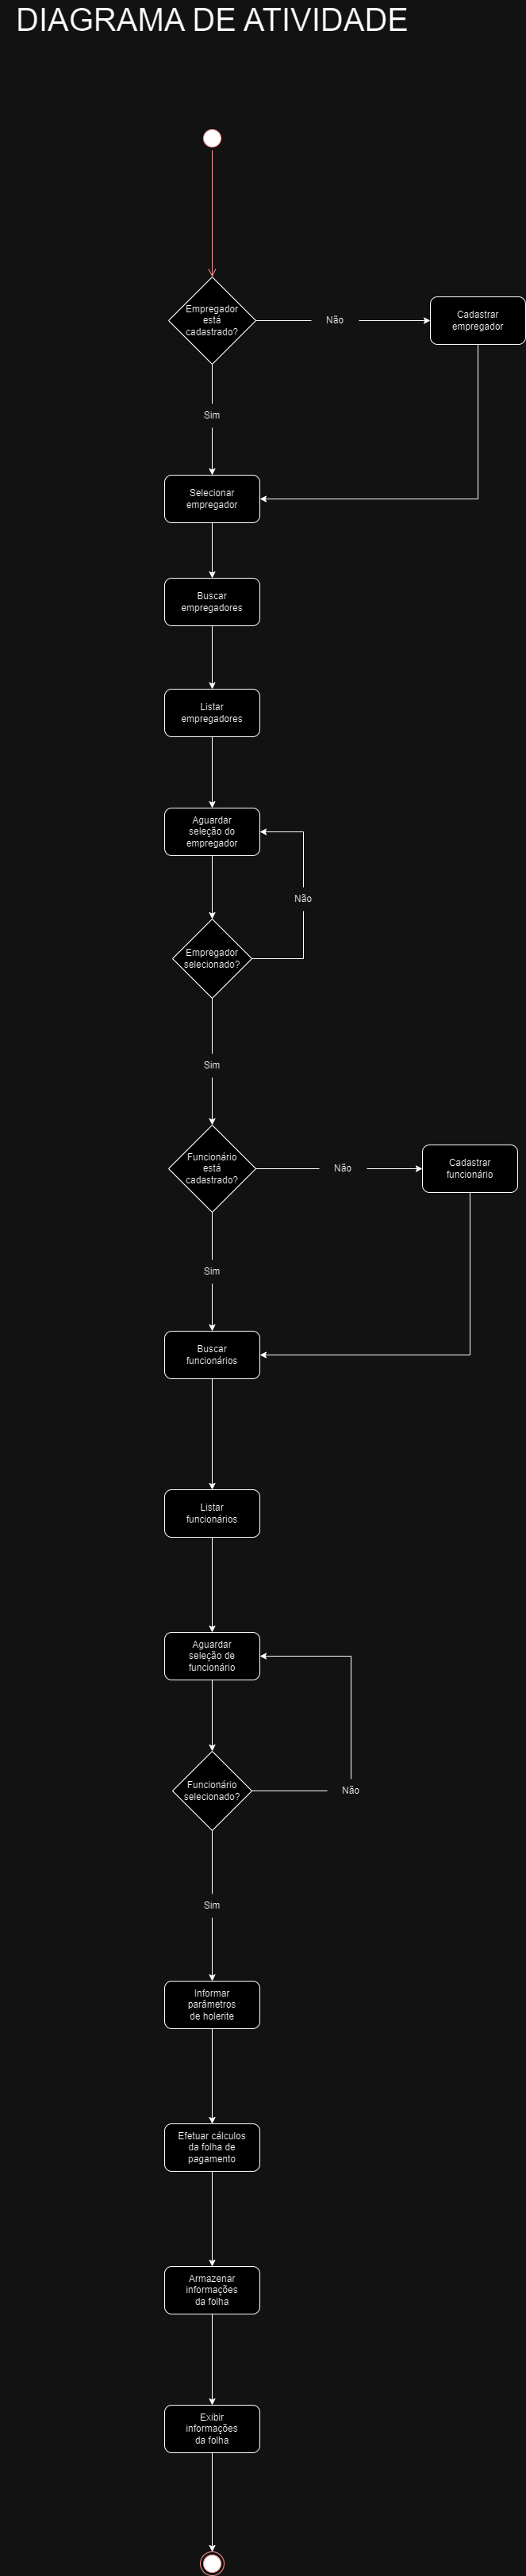 DIAGRAMA DE ATIVIDADE
Empregador
está
cadastrado?
Não
Cadastrar
empregador
Sim
Selecionar
empregador
Buscar
empregadores
Listar
empregadores
Aguardar
seleção do
empregador
Não
Empregador
selecionado?
Sim
Funcionário
está
cadastrado?
Não
Cadastrar
funcionário
Sim
Buscar
funcionários
Listar
funcionários
Aguardar
seleção de
funcionário
Funcionário
selecionado?
Não
Sim
Informar
parâmetros
de holerite
Efetuar cálculos
da folha de
pagamento
Armazenar
informações
da folha
Exibir
informações
da folha